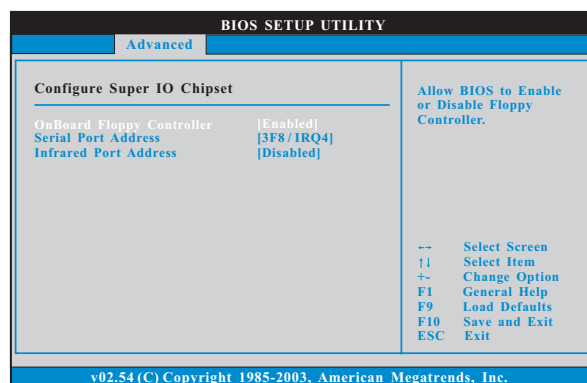 BIOS SETUP UTILITY
Advanced
Configure Super IO Chipset
OnBoard Floppy Controller [Enabled]
Serial Port Address [3F8 / IRQ4]
Infrared Port Address [Disabled]
Allow BIOS to Enable
or Disable Floppy
Controller.
←→ Select Screen
↑↓ Select Item
+- Change Option
F1 General Help
F9 Load Defaults
F10 Save and Exit
ESC Exit
v02.54 (C) Copyright 1985-2003, American Megatrends, Inc.